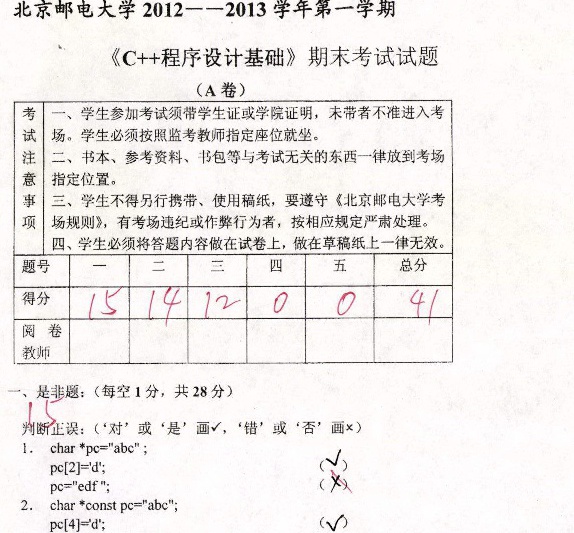 北京邮电大学 2012——2013 学年第一学期
《C++程序设计基础》期末考试试题
（A 卷）
考试注意事项
一、学生参加考试须带学生证或学院证明，未带者不准进入考
场。学生必须按照监考教师指定座位就坐。
二、书本、参考资料、书包等与考试无关的东西一律放到考场
指定位置。
三、学生不得另行携带、使用稿纸，要遵守《北京邮电大学考
场规则》，有考场违纪或作弊行为者，按相应规定严肃处理。
四、学生必须将答题内容做在试卷上，做在草稿纸上一律无效。
题号 一 二 三 四 五 总分
得分 15 14 12 0 0 41
阅 卷
教师
一、是非题：（每空 1 分，共 28 分）
15
判断正误：（‘对’或‘是’画✓，‘错’或‘否’画×）
1. char *pc="abc" ;
pc[2]='d'; (✓)
pc="edf "; (×)
2. char *const pc="abc";
pc[4]='d'; (✓)